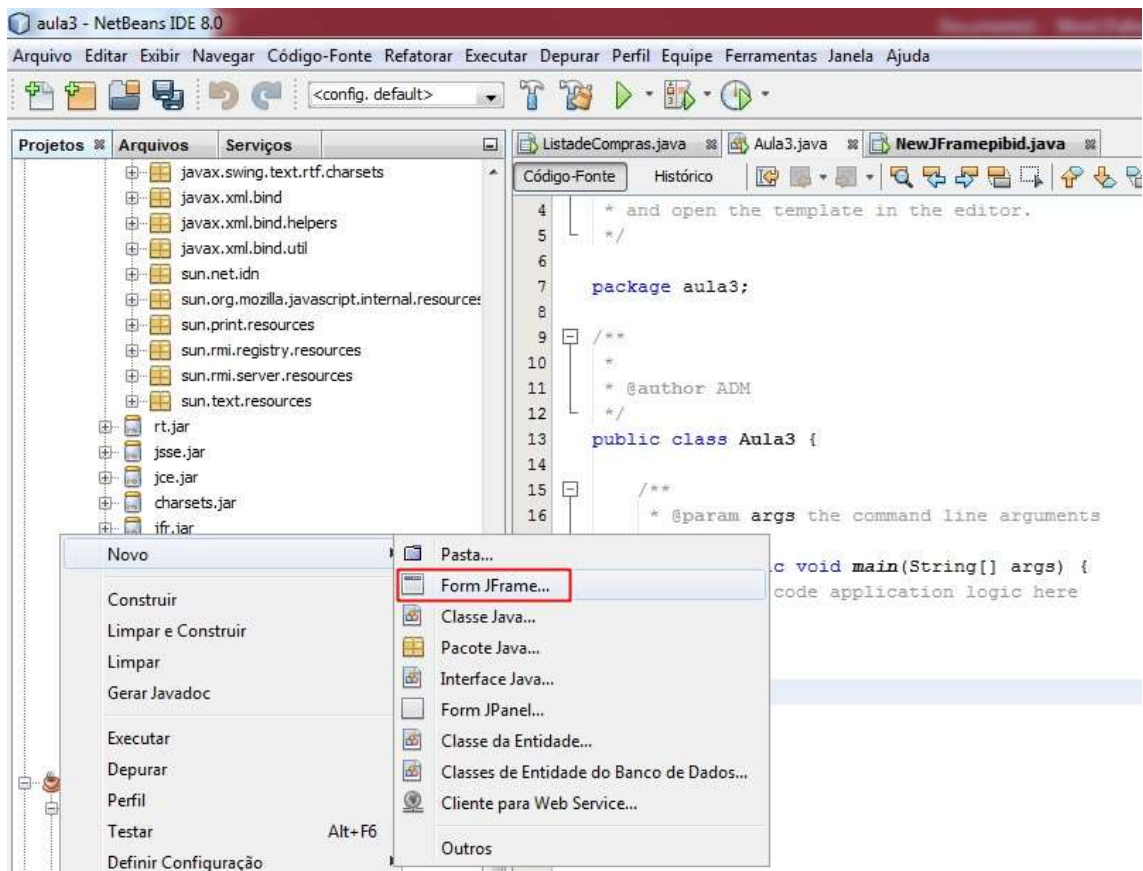 aula3 - NetBeans IDE 8.0
Arquivo Editar Exibir Navegar Código-Fonte Refatorar Executar Depurar Perfil Equipe Ferramentas Janela Ajuda
<config. default>
Projetos Arquivos Serviços
ListadeCompras.java Aula3.java NewJFramepibid.java
Código-Fonte Histórico
javax.swing.text.rtf.charsets
javax.xml.bind
javax.xml.bind.helpers
javax.xml.bind.util
sun.net.idn
sun.org.mozilla.javascript.internal.resources
sun.print.resources
sun.rmi.registry.resources
sun.rmi.server.resources
sun.text.resources
rt.jar
jsse.jar
jce.jar
charsets.jar
jfr.jar
4 * and open the template in the editor.
5 */
6
7 package aula3;
8
9 /**
10 *
11 * @author ADM
12 */
13 public class Aula3 {
14
15 /**
16 * @param args the command line arguments
c void main(String[] args) {
code application logic here
Novo
Construir
Limpar e Construir
Limpar
Gerar Javadoc
Executar
Depurar
Perfil
Testar Alt+F6
Definir Configuração
Pasta...
Form JFrame...
Classe Java...
Pacote Java...
Interface Java...
Form JPanel...
Classe da Entidade...
Classes de Entidade do Banco de Dados...
Cliente para Web Service...
Outros